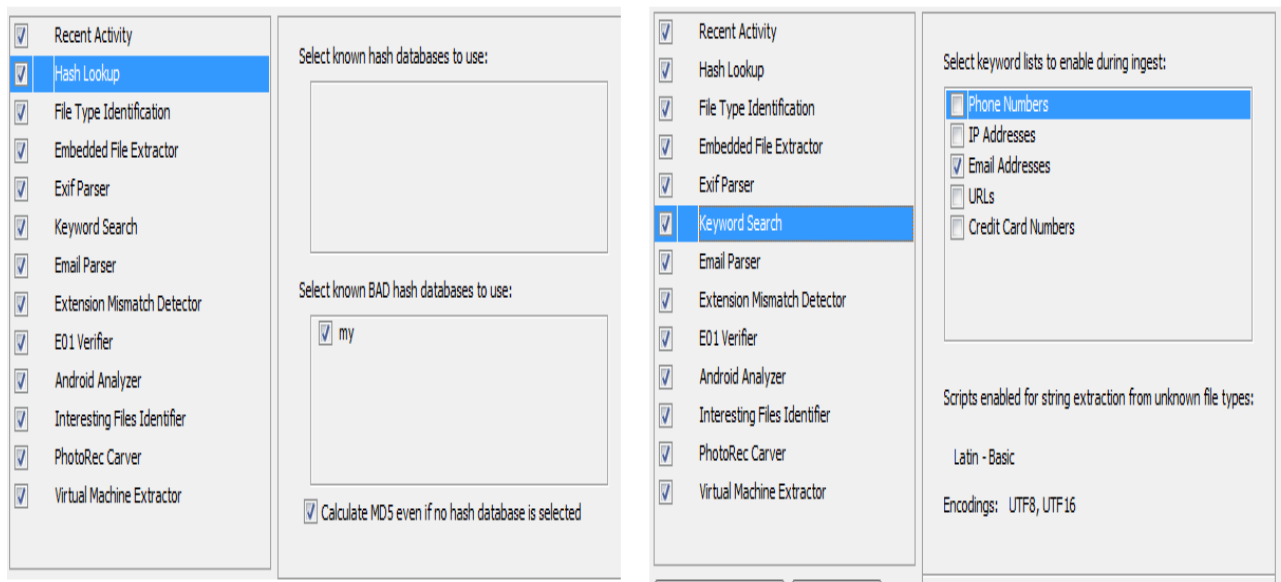 Recent Activity
Hash Lookup
File Type Identification
Embedded File Extractor
Exif Parser
Keyword Search
Email Parser
Extension Mismatch Detector
E01 Verifier
Android Analyzer
Interesting Files Identifier
PhotoRec Carver
Virtual Machine Extractor
Select known hash databases to use:
Select known BAD hash databases to use:
my
Calculate MD5 even if no hash database is selected
Recent Activity
Hash Lookup
File Type Identification
Embedded File Extractor
Exif Parser
Keyword Search
Email Parser
Extension Mismatch Detector
E01 Verifier
Android Analyzer
Interesting Files Identifier
PhotoRec Carver
Virtual Machine Extractor
Select keyword lists to enable during ingest:
Phone Numbers
IP Addresses
Email Addresses
URLs
Credit Card Numbers
Scripts enabled for string extraction from unknown file types:
Latin - Basic
Encodings: UTF8, UTF16